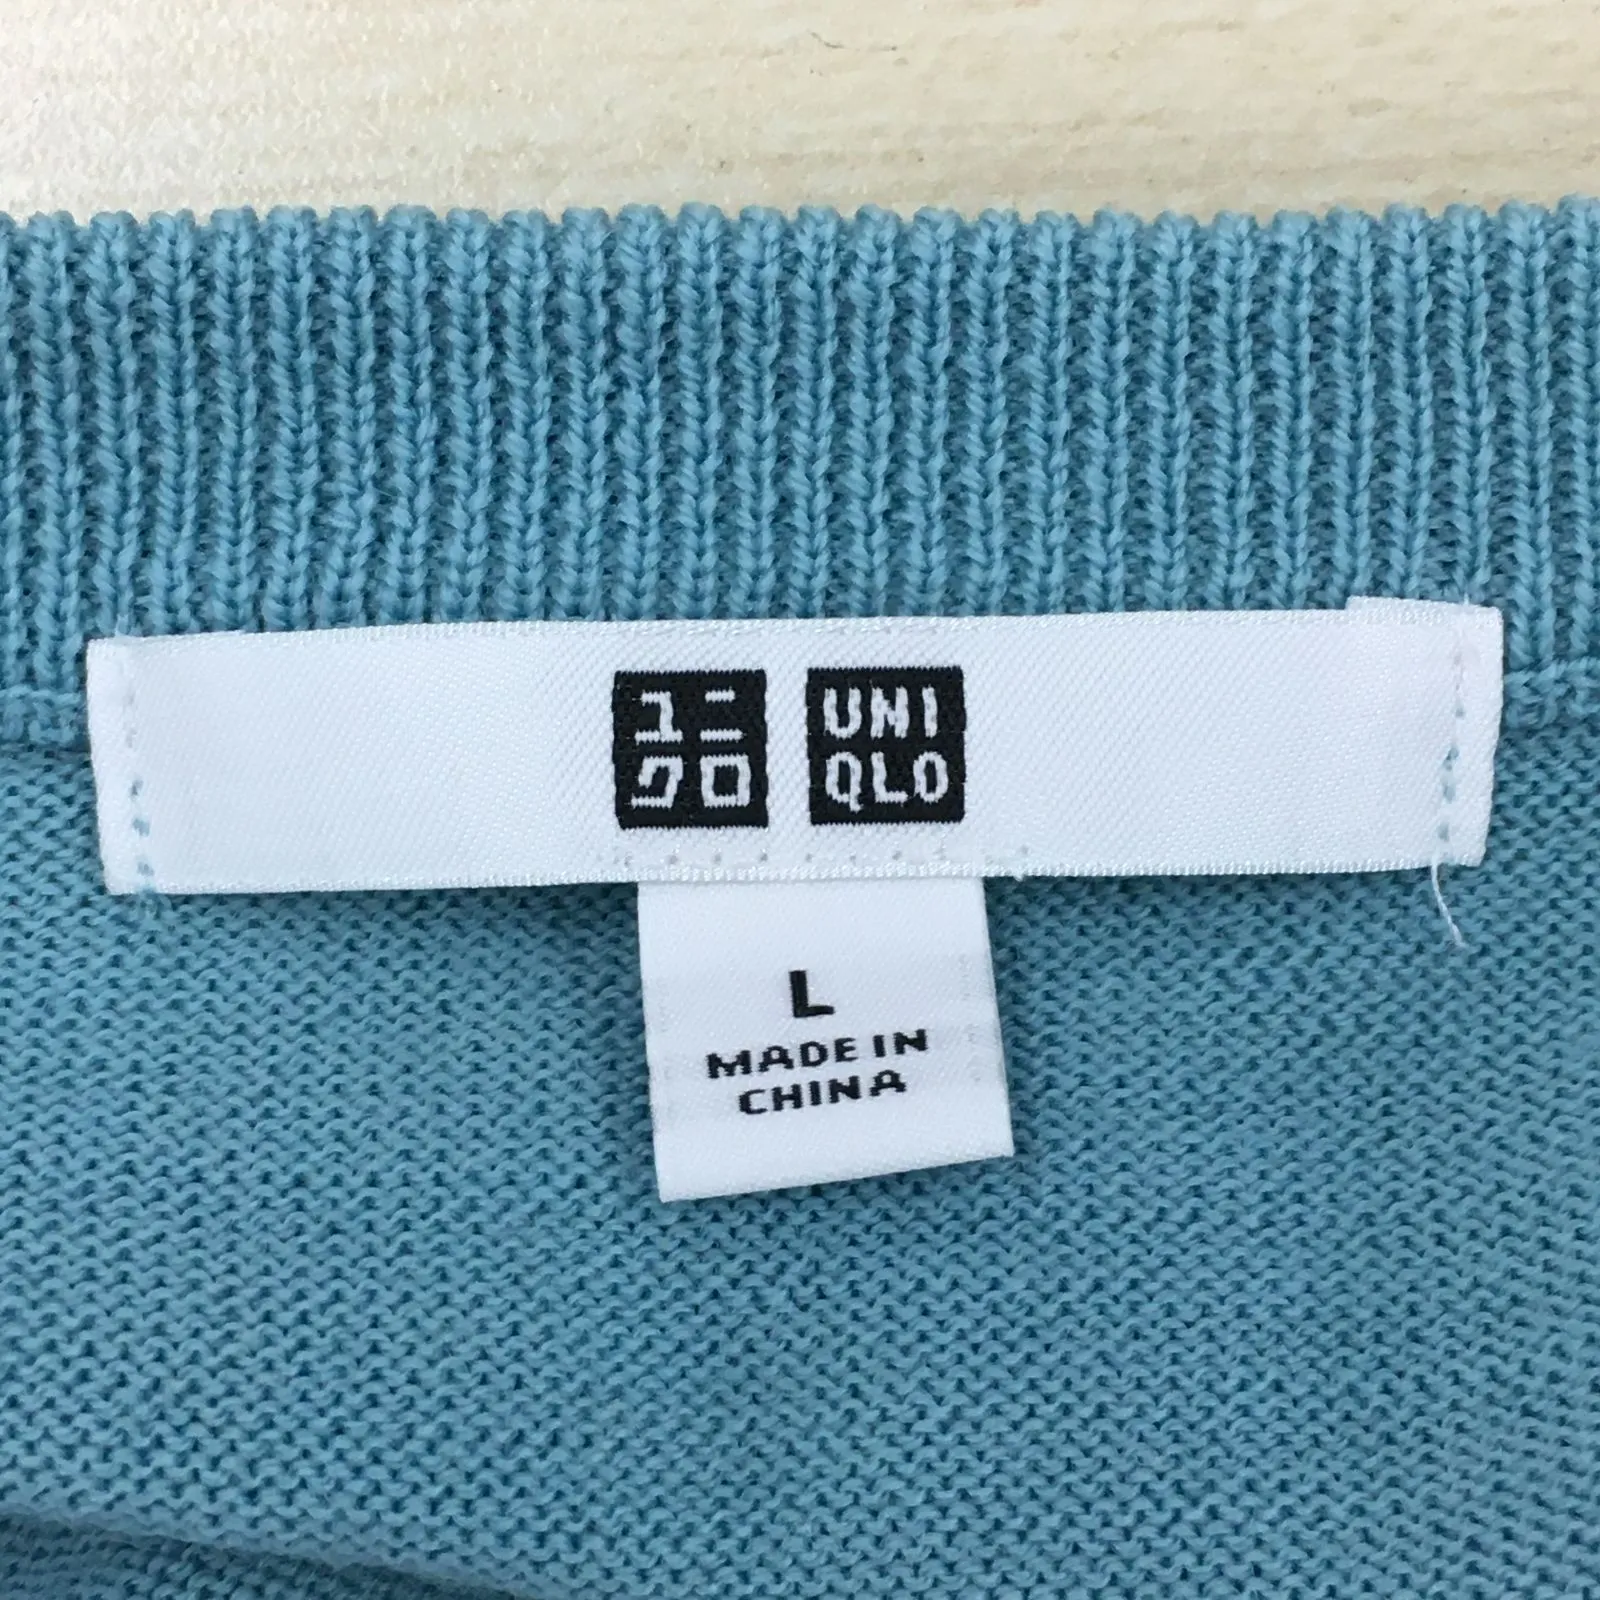 ユニ
クロ
UNI
QLO
L
MADE IN
CHINA